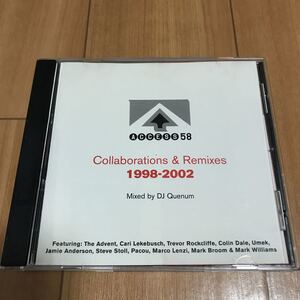 ACCESS 58
Collaborations & Remixes
1998-2002
Mixed by DJ Quenum
Featuring: The Advent, Cari Lekebusch, Trevor Rockcliffe, Colin Dale, Umek,
Jamie Anderson, Steve Stoll, Pacou, Marco Lenzi, Mark Broom & Mark Williams